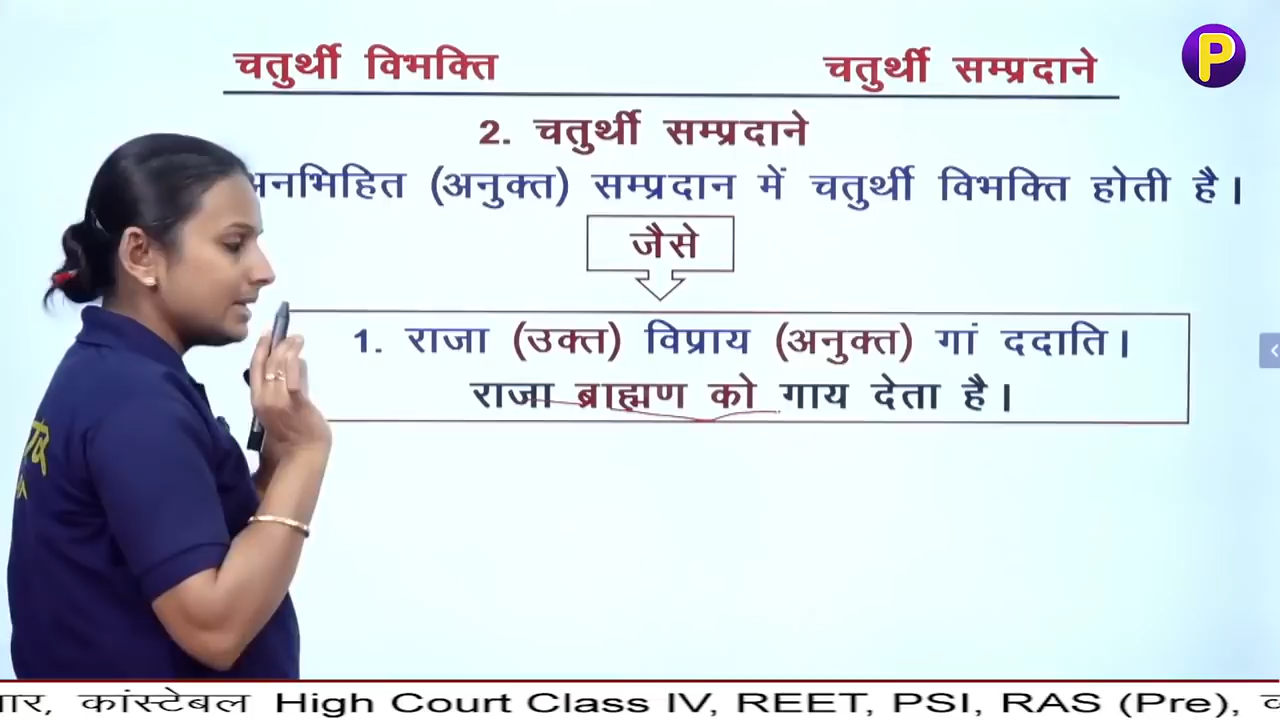 चतुर्थी विभक्ति चतुर्थी सम्प्रदाने
P
2. चतुर्थी सम्प्रदाने
(अनुक्त) सम्प्रदान में चतुर्थी विभक्ति होती है।
जैसे
1. राजा (उक्त) विप्राय (अनुक्त) गां ददाति।
राजा ब्राह्मण को गाय देता है।
कांस्टेबल High Court Class IV, REET, PSI, RAS (Pre),